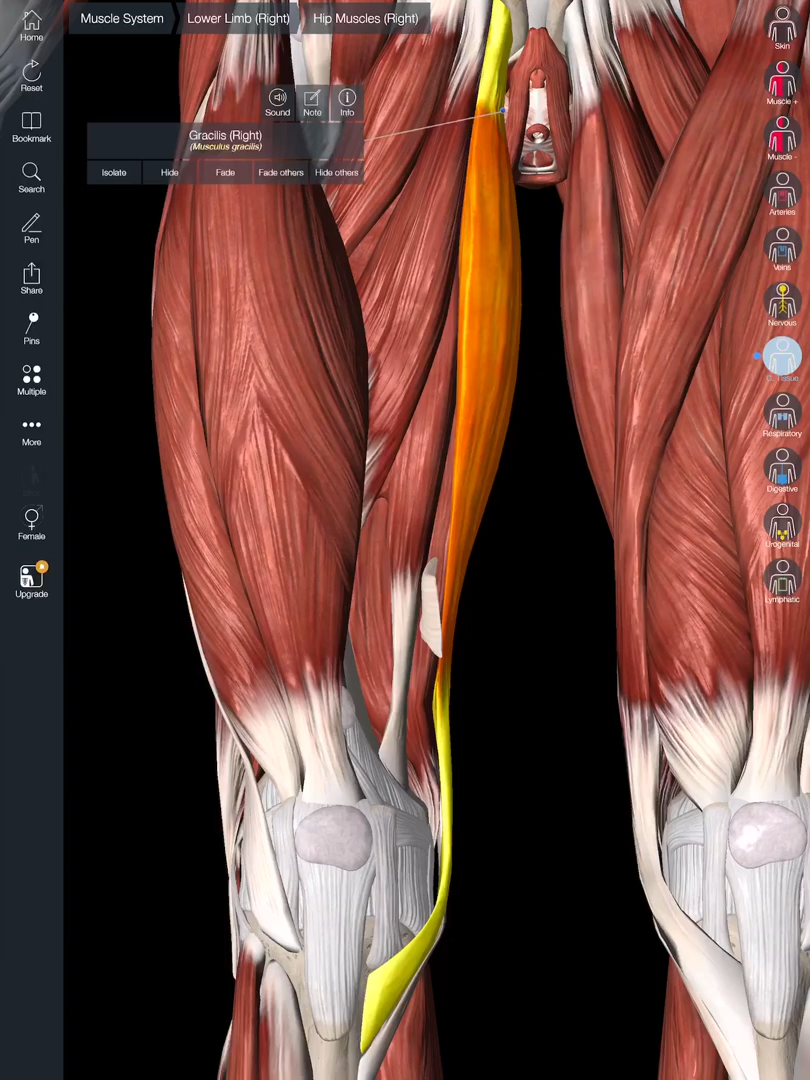 Muscle System
Lower Limb (Right)
Hip Muscles (Right)
Home
Reset
Bookmark
Search
Pen
Share
Pins
Multiple
More
Female
Upgrade
Sound
Note
Info
Gracilis (Right)
(Musculus gracilis)
Isolate
Hide
Fade
Fade others
Hide others
Skin
Muscle +
Muscle -
Arteries
Veins
Nervous
C. Tissue
Respiratory
Digestive
Urogenital
Lymphatic